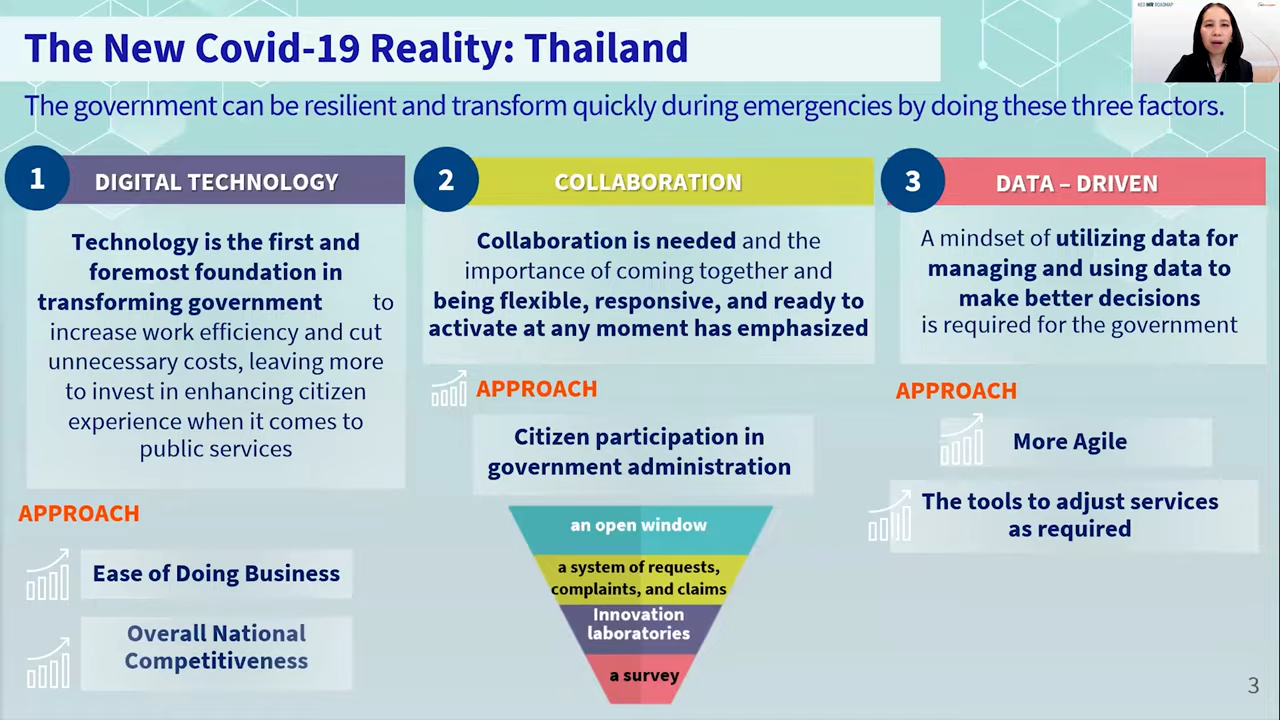 The New Covid-19 Reality: Thailand
The government can be resilient and transform quickly during emergencies by doing these three factors.
1
DIGITAL TECHNOLOGY
Technology is the first and
foremost foundation in
transforming government to
increase work efficiency and cut
unnecessary costs, leaving more
to invest in enhancing citizen
experience when it comes to
public services
APPROACH
Ease of Doing Business
Overall National
Competitiveness
2
COLLABORATION
Collaboration is needed and the
importance of coming together and
being flexible, responsive, and ready to
activate at any moment has emphasized
APPROACH
Citizen participation in
government administration
an open window
a system of requests,
complaints, and claims
Innovation
laboratories
a survey
3
DATA – DRIVEN
A mindset of utilizing data for
managing and using data to
make better decisions
is required for the government
APPROACH
More Agile
The tools to adjust services
as required
3